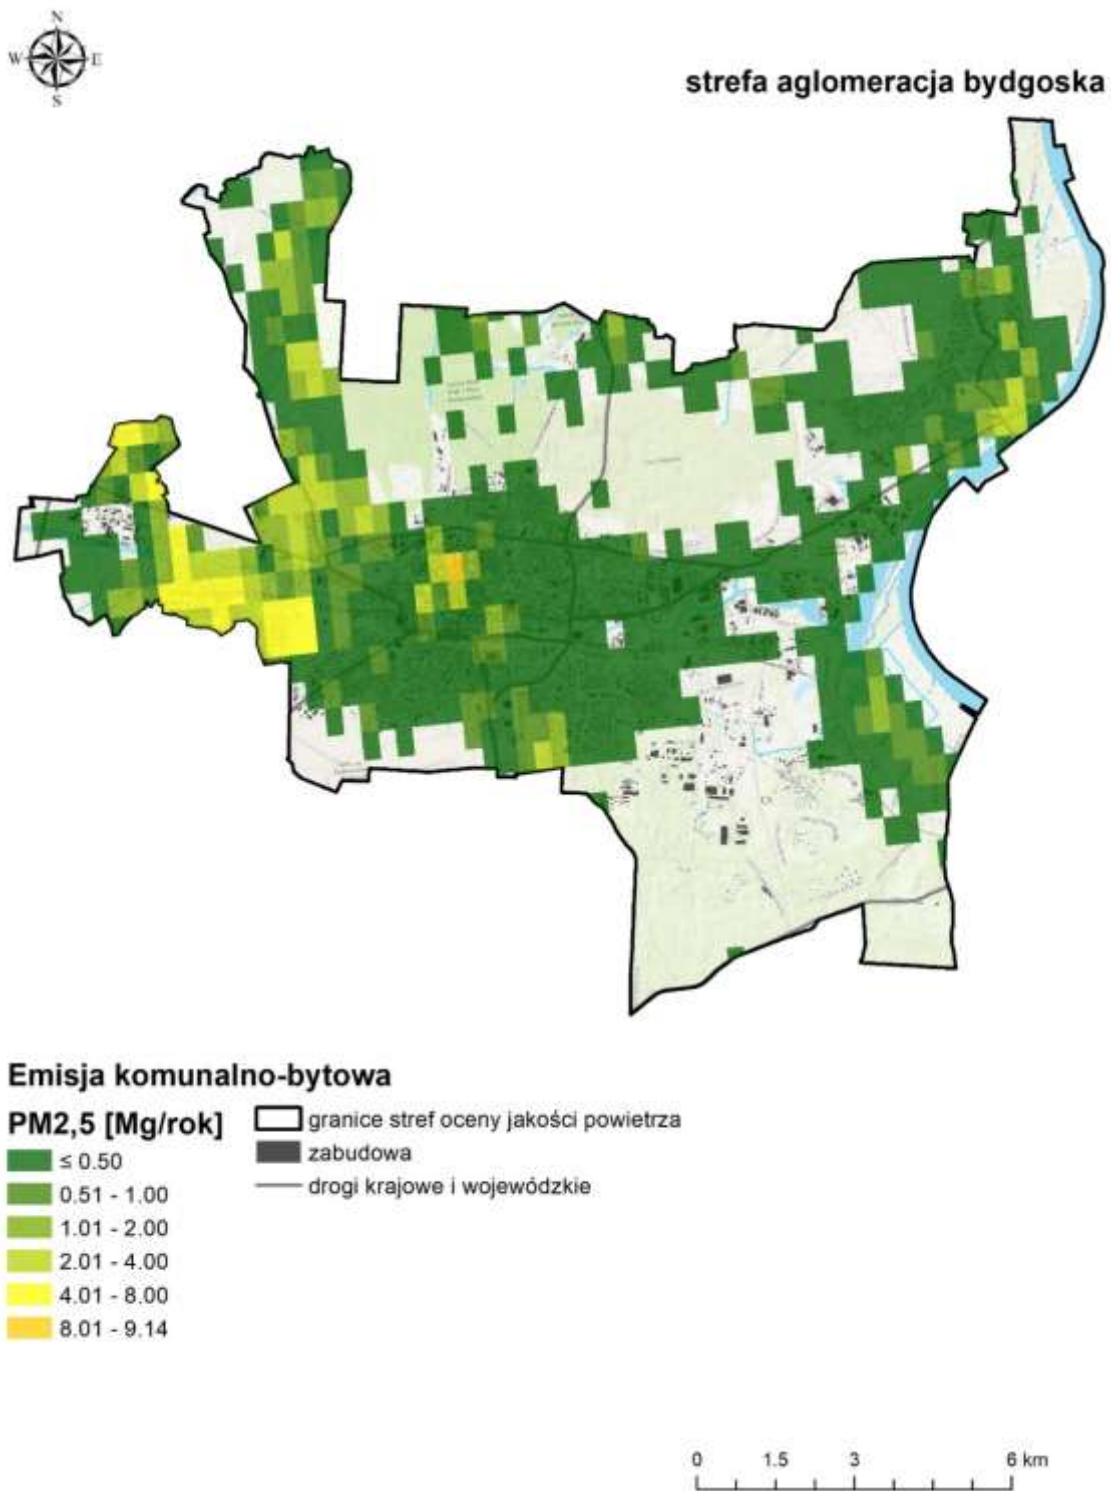 N
W E
S
strefa aglomeracja bydgoska
Emisja komunalno-bytowa
PM2,5 [Mg/rok]
≤ 0.50
0.51 - 1.00
1.01 - 2.00
2.01 - 4.00
4.01 - 8.00
8.01 - 9.14
granice stref oceny jakości powietrza
zabudowa
drogi krajowe i wojewódzkie
0 1.5 3 6 km